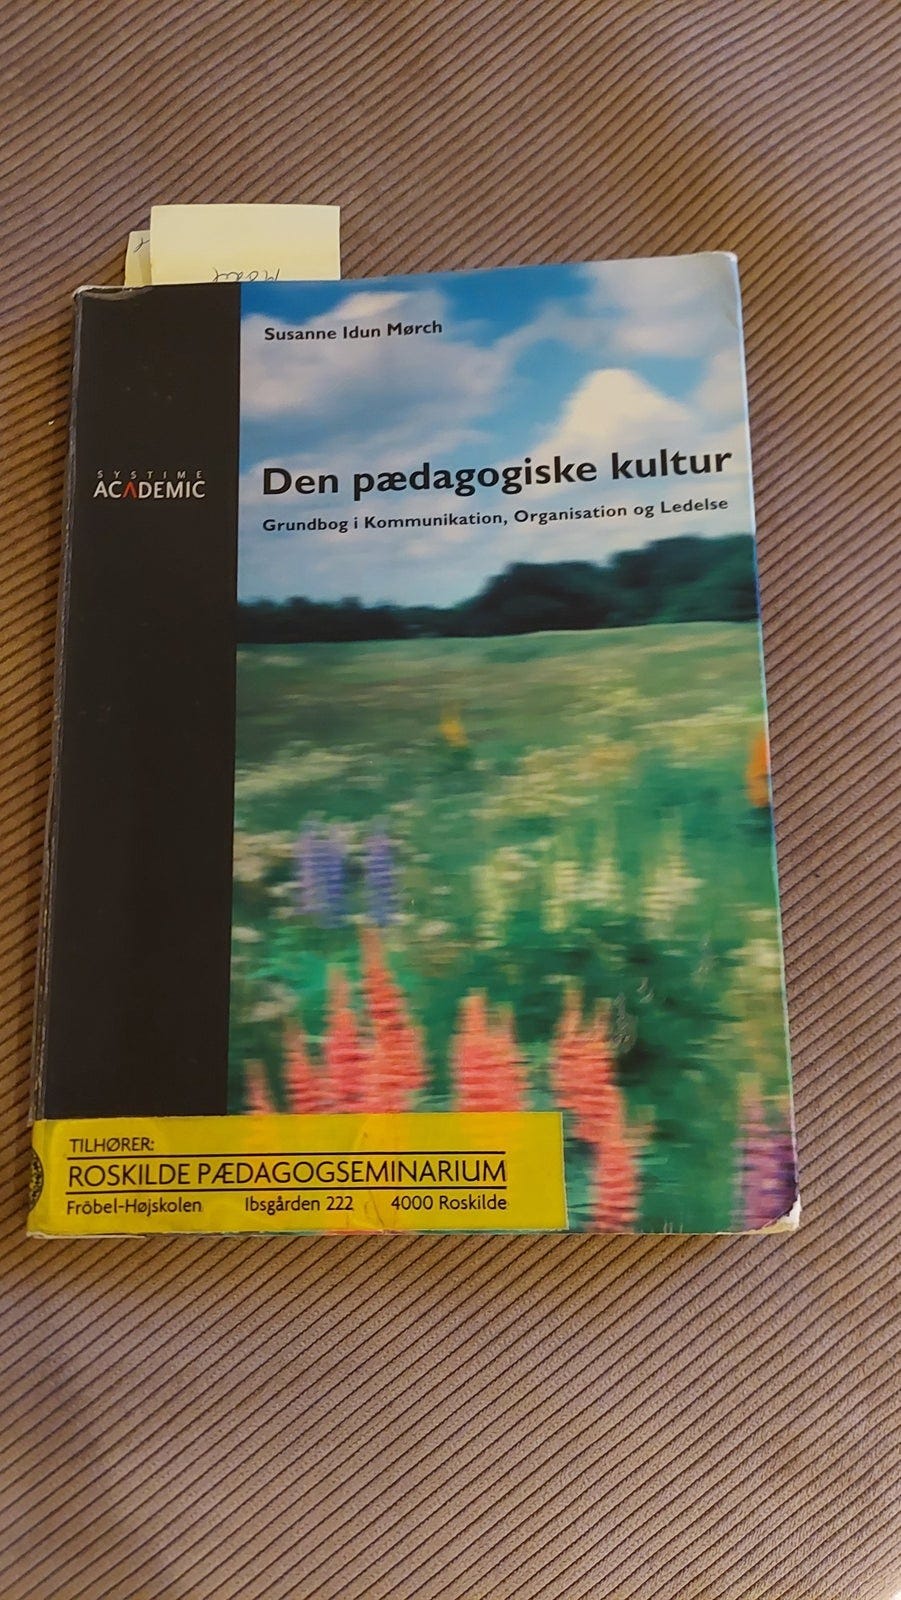 Susanne Idun Mørch
SYSTIME
ACADEMIC
Den pædagogiske kultur
Grundbog i Kommunikation, Organisation og Ledelse
TILHØRER:
ROSKILDE PÆDAGOGSEMINARIUM
Fröbel-Højskolen Ibsgården 222 4000 Roskilde